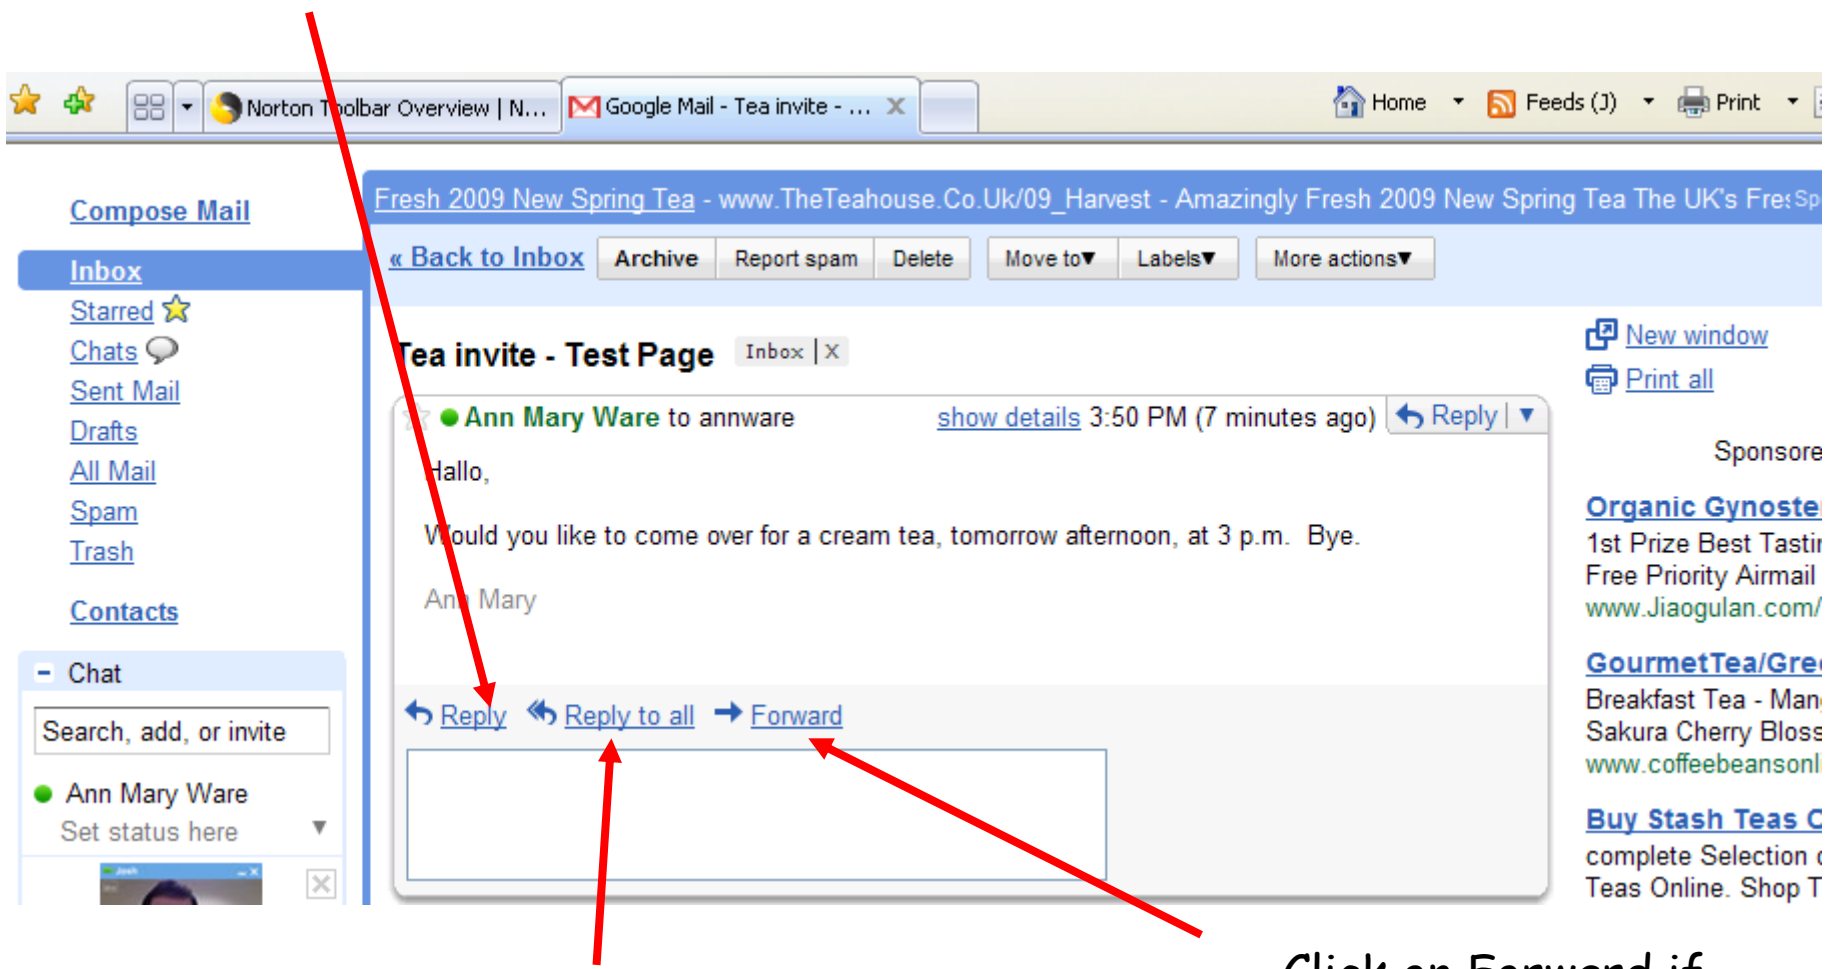 Norton Toolbar Overview | N... Google Mail - Tea invite - ... X Home Feeds (J) Print
Fresh 2009 New Spring Tea - www.TheTeahouse.Co.Uk/09_Harvest - Amazingly Fresh 2009 New Spring Tea The UK's Fres Sp
Compose Mail
Inbox
Starred
Chats
Sent Mail
Drafts
All Mail
Spam
Trash
Contacts
Chat
Search, add, or invite
Ann Mary Ware
Set status here
« Back to Inbox Archive Report spam Delete Move to▼ Labels▼ More actions▼
Tea invite - Test Page Inbox | X
Ann Mary Ware to annware show details 3:50 PM (7 minutes ago) Reply | ▼
Hallo,
Would you like to come over for a cream tea, tomorrow afternoon, at 3 p.m. Bye.
Ann Mary
Reply Reply to all Forward
New window
Print all
Sponsore
Organic Gynoste
1st Prize Best Tasti
Free Priority Airmail
www.Jiaogulan.com/
GourmetTea/Gre
Breakfast Tea - Man
Sakura Cherry Bloss
www.coffeebeansonli
Buy Stash Teas O
complete Selection
Teas Online. Shop T
Click on Forward if